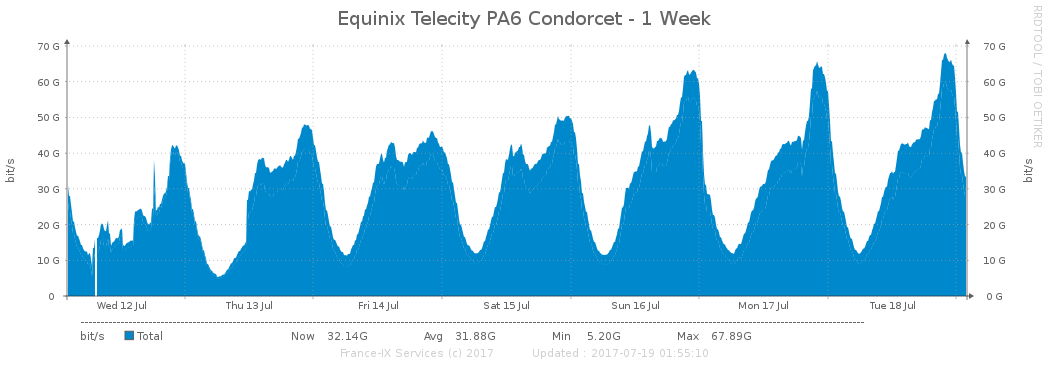 Equinix Telecity PA6 Condorcet - 1 Week
RRDTOOL / TOBI OETIKER
bit/s
70 G 70 G
60 G 60 G
50 G 50 G
40 G 40 G
30 G 30 G
20 G 20 G
10 G 10 G
0 0 G
bit/s
Wed 12 Jul Thu 13 Jul Fri 14 Jul Sat 15 Jul Sun 16 Jul Mon 17 Jul Tue 18 Jul
bit/s Total Now 32.14G Avg 31.88G Min 5.20G Max 67.89G
France-IX Services (c) 2017 Updated : 2017-07-19 01:55:10